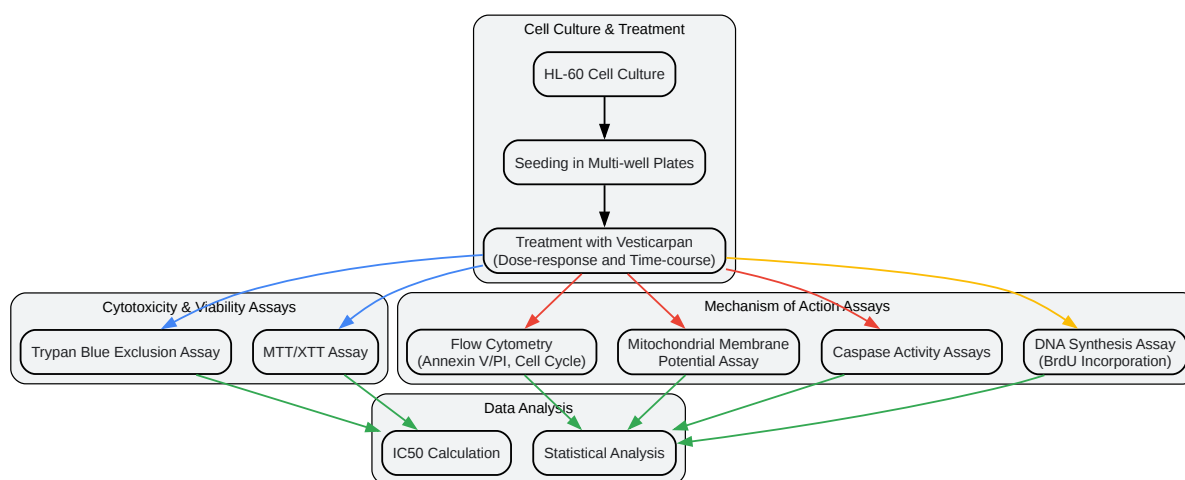 Cell Culture & Treatment
HL-60 Cell Culture
Seeding in Multi-well Plates
Treatment with Vesticarpan
(Dose-response and Time-course)
Cytotoxicity & Viability Assays
Trypan Blue Exclusion Assay
MTT/XTT Assay
Mechanism of Action Assays
Flow Cytometry
(Annexin V/PI, Cell Cycle)
Mitochondrial Membrane
Potential Assay
Caspase Activity Assays
DNA Synthesis Assay
(BrdU Incorporation)
Data Analysis
IC50 Calculation
Statistical Analysis